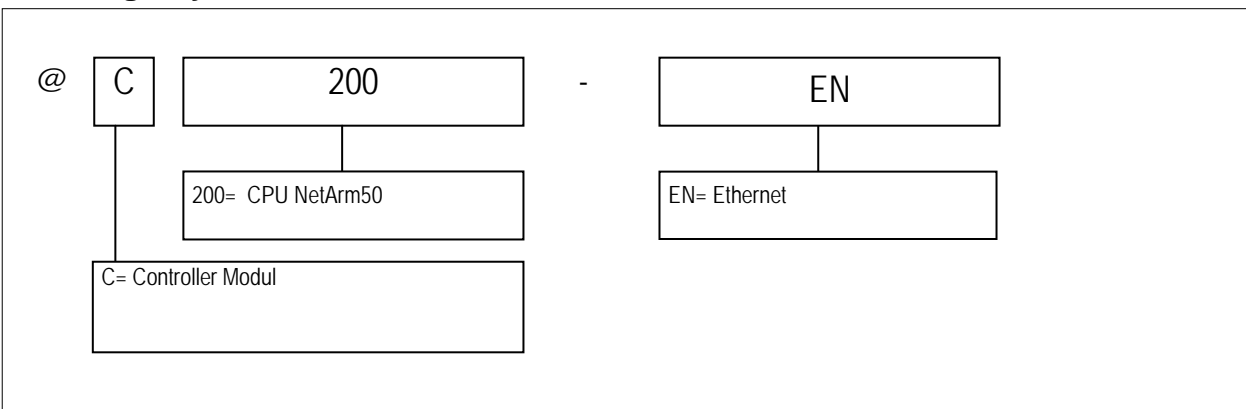 @ C 200 - EN
200= CPU NetArm50
EN= Ethernet
C= Controller Modul